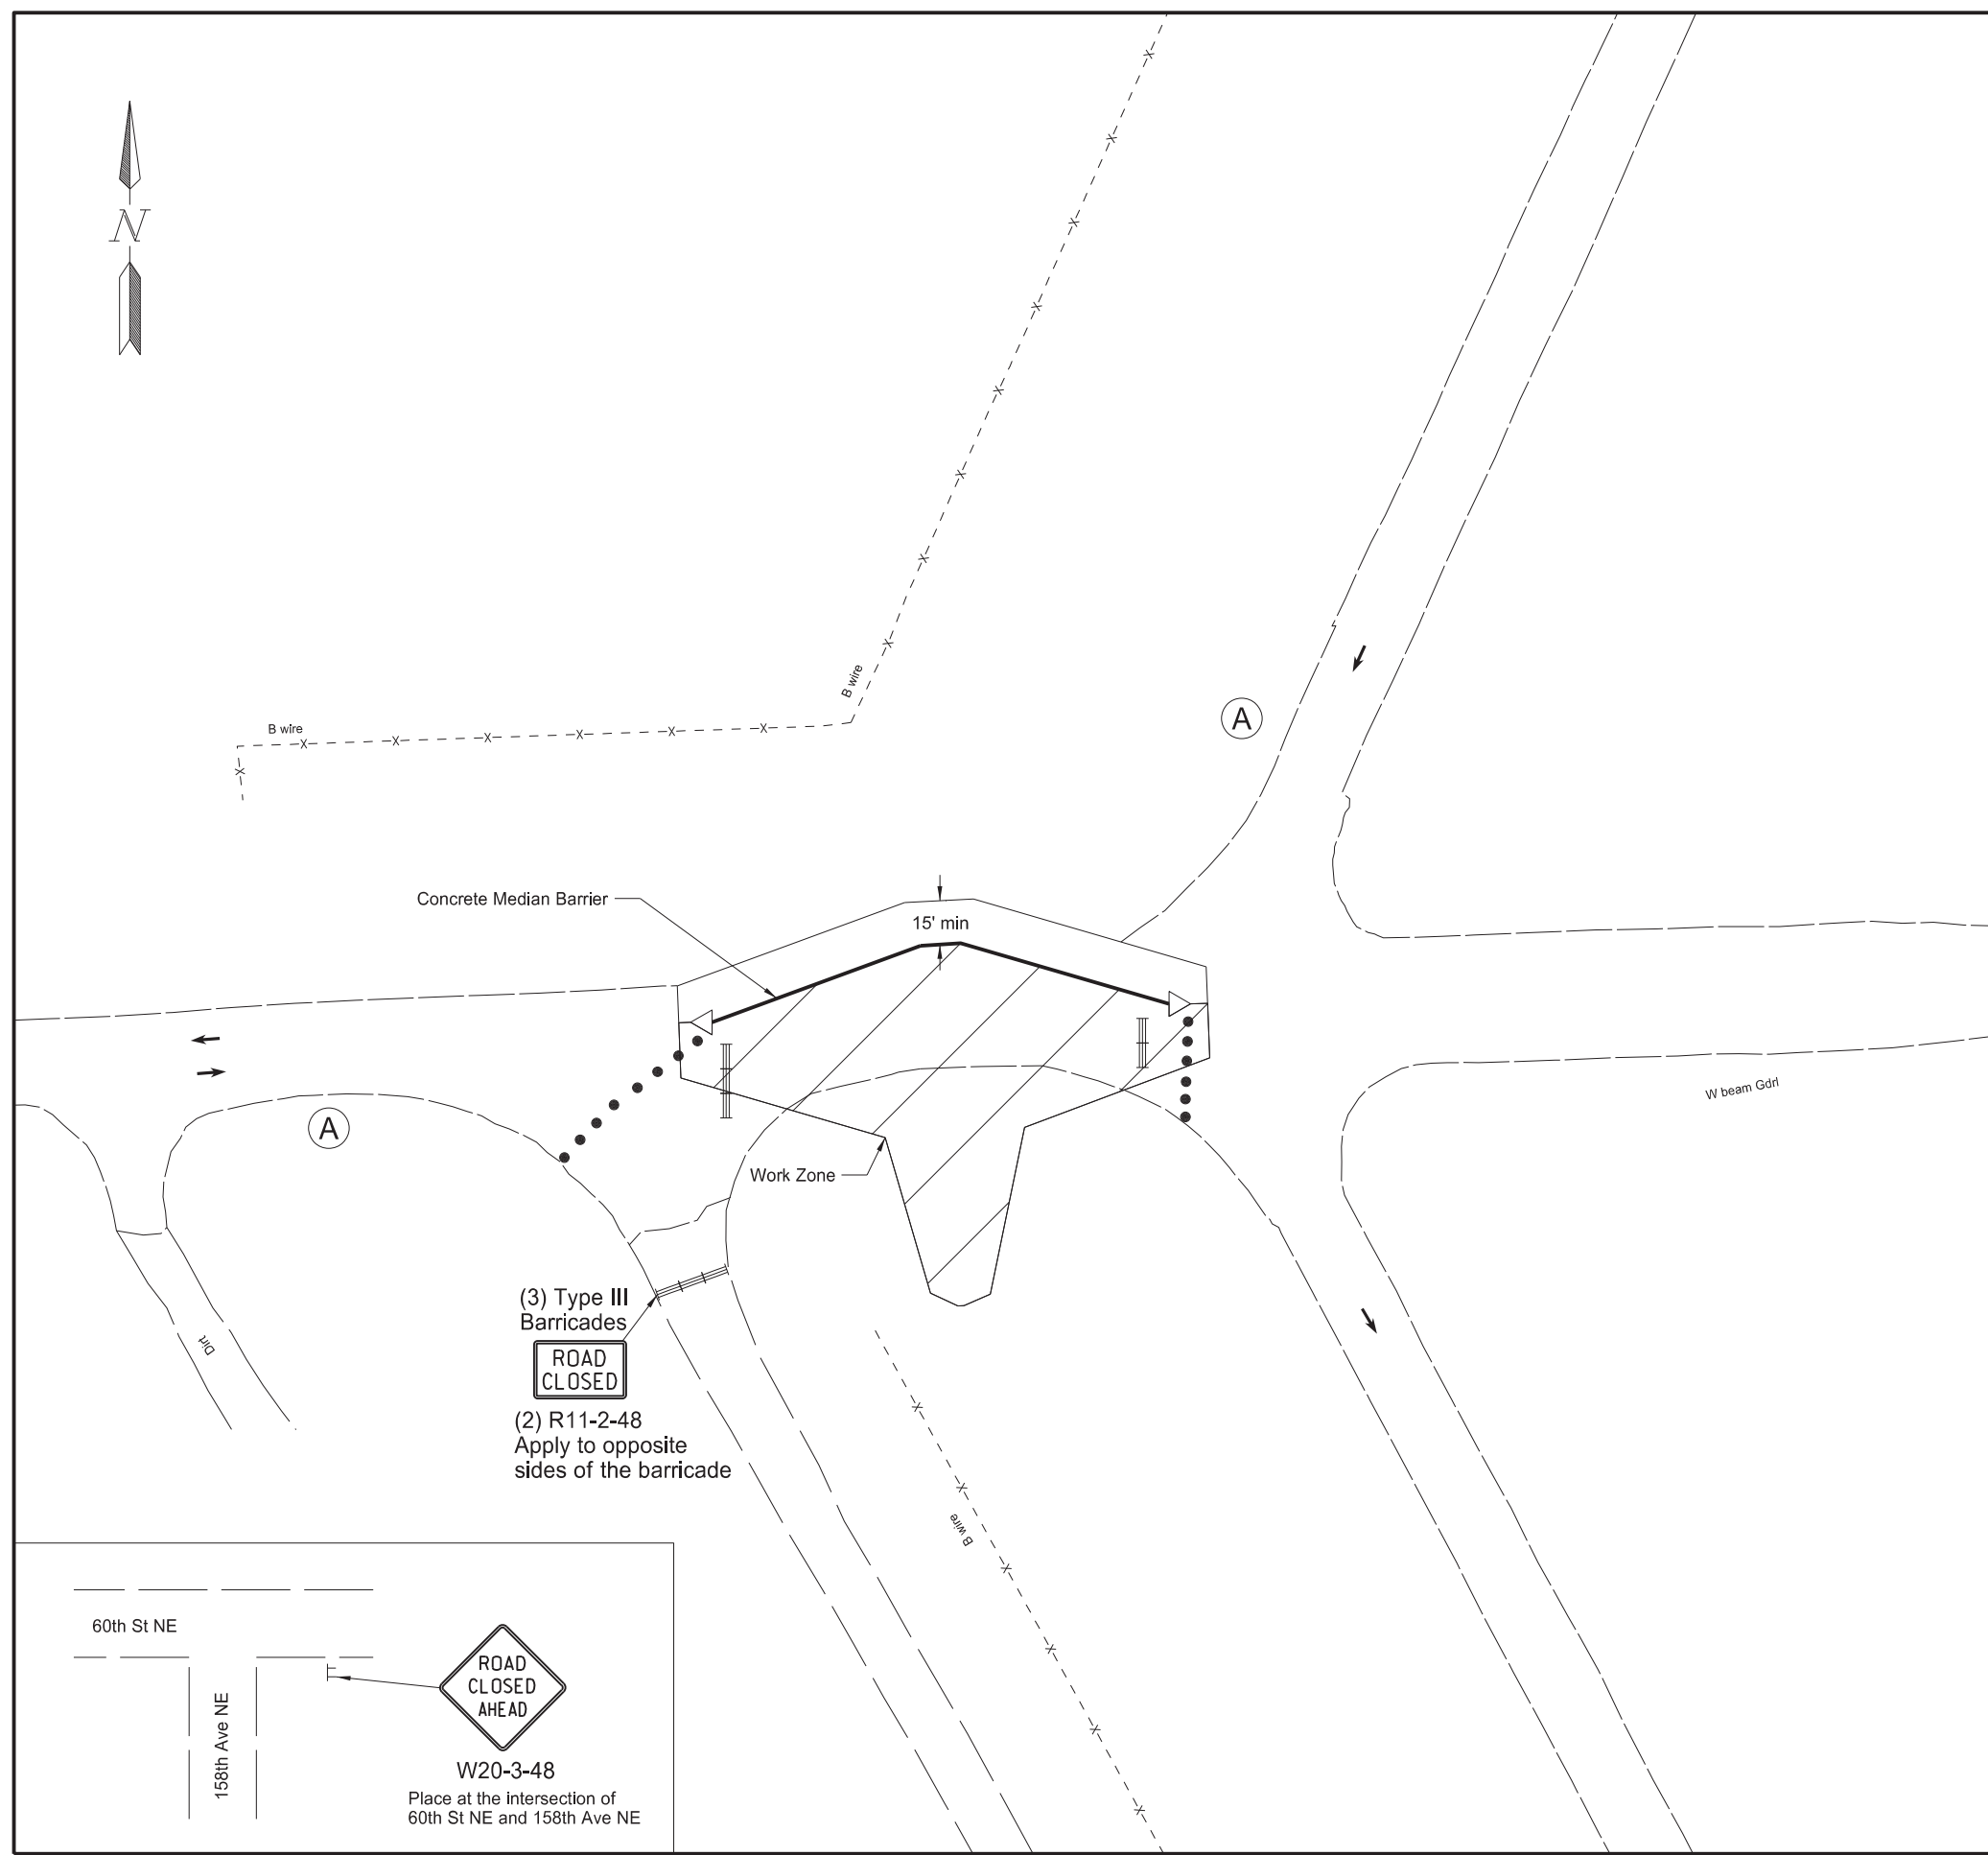 N
B wire
B wire
A
Concrete Median Barrier
15' min
W beam Gdrl
A
Work Zone
(3) Type III
Barricades
ROAD
CLOSED
(2) R11-2-48
Apply to opposite
sides of the barricade
Dirt
B wire
60th St NE
158th Ave NE
ROAD
CLOSED
AHEAD
W20-3-48
Place at the intersection of
60th St NE and 158th Ave NE